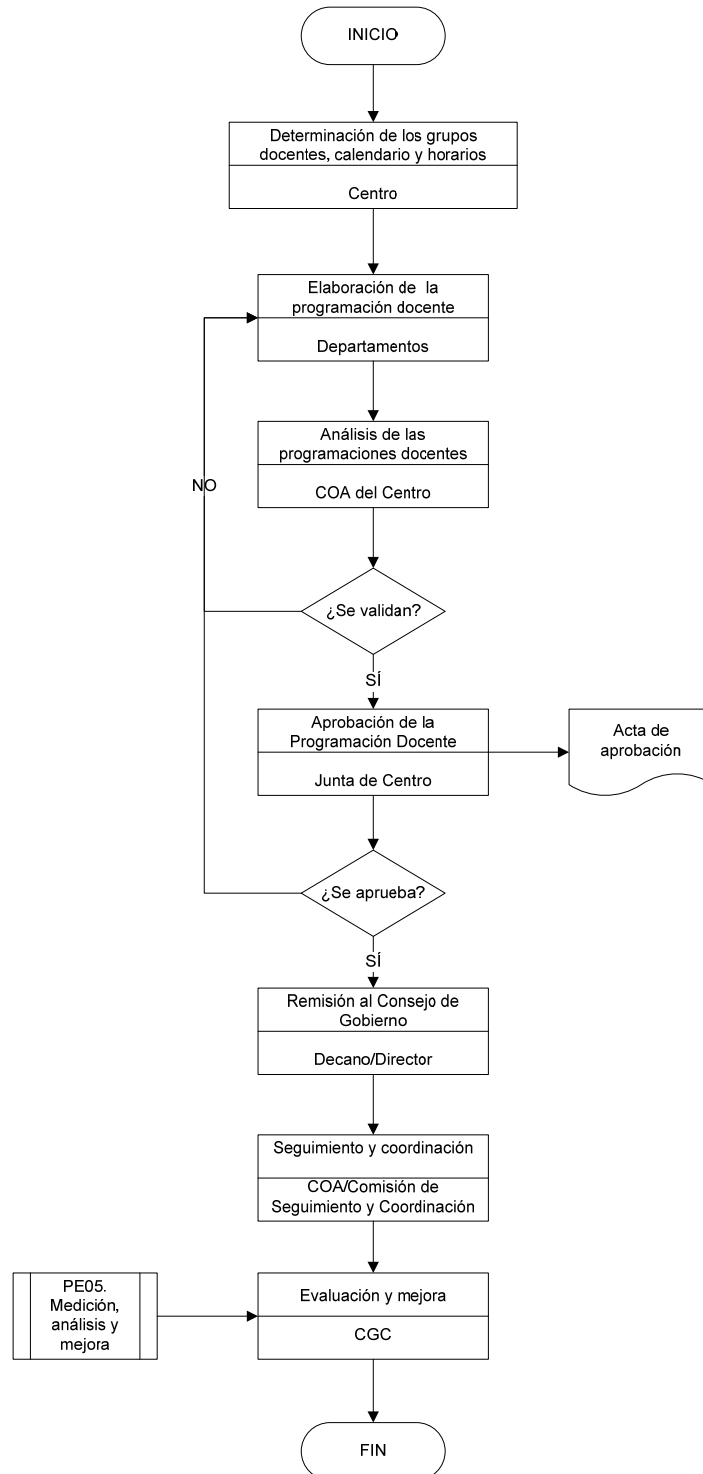 INICIO
Determinación de los grupos
docentes, calendario y horarios
Centro
Elaboración de la
programación docente
Departamentos
Análisis de las
programaciones docentes
COA del Centro
NO
¿Se validan?
SÍ
Aprobación de la
Programación Docente
Junta de Centro
Acta de
aprobación
¿Se aprueba?
SÍ
Remisión al Consejo de
Gobierno
Decano/Director
Seguimiento y coordinación
COA/Comisión de
Seguimiento y Coordinación
PE05.
Medición,
análisis y
mejora
Evaluación y mejora
CGC
FIN